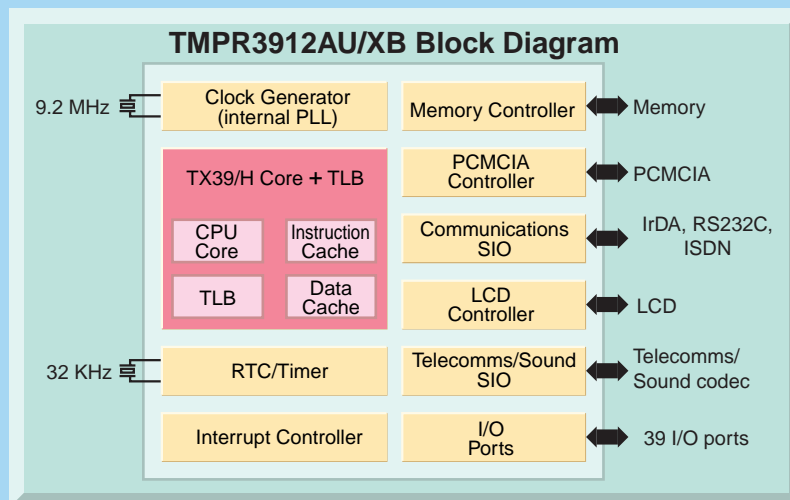 TMPR3912AU/XB Block Diagram
9.2 MHz
Clock Generator
(internal PLL)
Memory Controller
Memory
TX39/H Core + TLB
CPU
Core
Instruction
Cache
TLB
Data
Cache
PCMCIA
Controller
PCMCIA
Communications
SIO
IrDA, RS232C,
ISDN
LCD
Controller
LCD
32 KHz
RTC/Timer
Telecomms/Sound
SIO
Telecomms/
Sound codec
Interrupt Controller
I/O
Ports
39 I/O ports